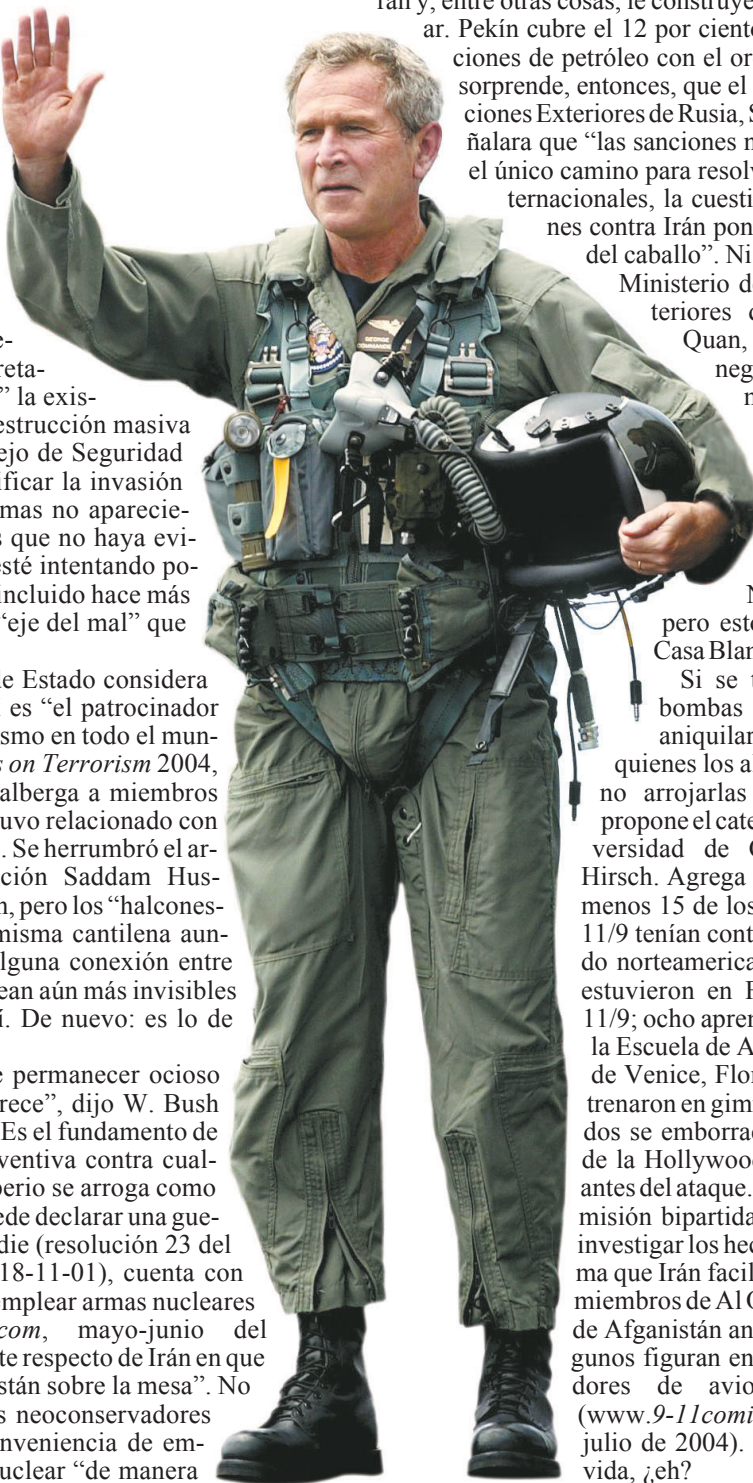 e-
reta-
” la exis-
estrucción masiva
ejo de Seguridad
ificar la invasión
mas no aparecie-
s que no haya evi-
esté intentando po-
incluido hace más
“eje del mal” que
de Estado considera
es “el patrocinador
ismo en todo el mun-
s on Terrorism 2004,
alberga a miembros
uvo relacionado con
. Se herrumbró el ar-
ción Saddam Hus-
n, pero los “halcones-
misma cantilena aun-
lguna conexión entre
ean aún más invisibles
í. De nuevo: es lo de
e permanecer ocioso
rece”, dijo W. Bush
Es el fundamento de
ventiva contra cual-
perio se arroga como
ede declarar una gue-
die (resolución 23 del
18-11-01), cuenta con
emplear armas nucleares
com, mayo-junio del
te respecto de Irán en que
stán sobre la mesa”. No
s neoconservadores
nveniencia de em-
uclear “de manera
rán y, entre otras cosas, le construye
ar. Pekín cubre el 12 por ciento
ciones de petróleo con el or
sorprende, entonces, que el
ciones Exteriores de Rusia, S
ñalara que “las sanciones n
el único camino para resolv
ternacionales, la cuesti
nes contra Irán pon
del caballo”. Ni
Ministerio de
teriores c
Quan,
neg
n
N
pero este
Casa Blan
Si se t
bombas
aniquilar
quienes los al
no arrojarlas
propone el cate
versidad de C
Hirsch. Agrega
menos 15 de los
11/9 tenían cont
do norteamerica
estuvieron en F
11/9; ocho apren
la Escuela de A
de Venice, Flor
trenaron en gim
dos se emborrac
de la Hollywood
antes del ataque.
misión bipartida
investigar los hec
ma que Irán facil
miembros de Al Q
de Afganistán an
gunos figuran en
dores de avio
(www.9-11comi
julio de 2004).
vida, ¿eh?
GEORGE
COMMANDE